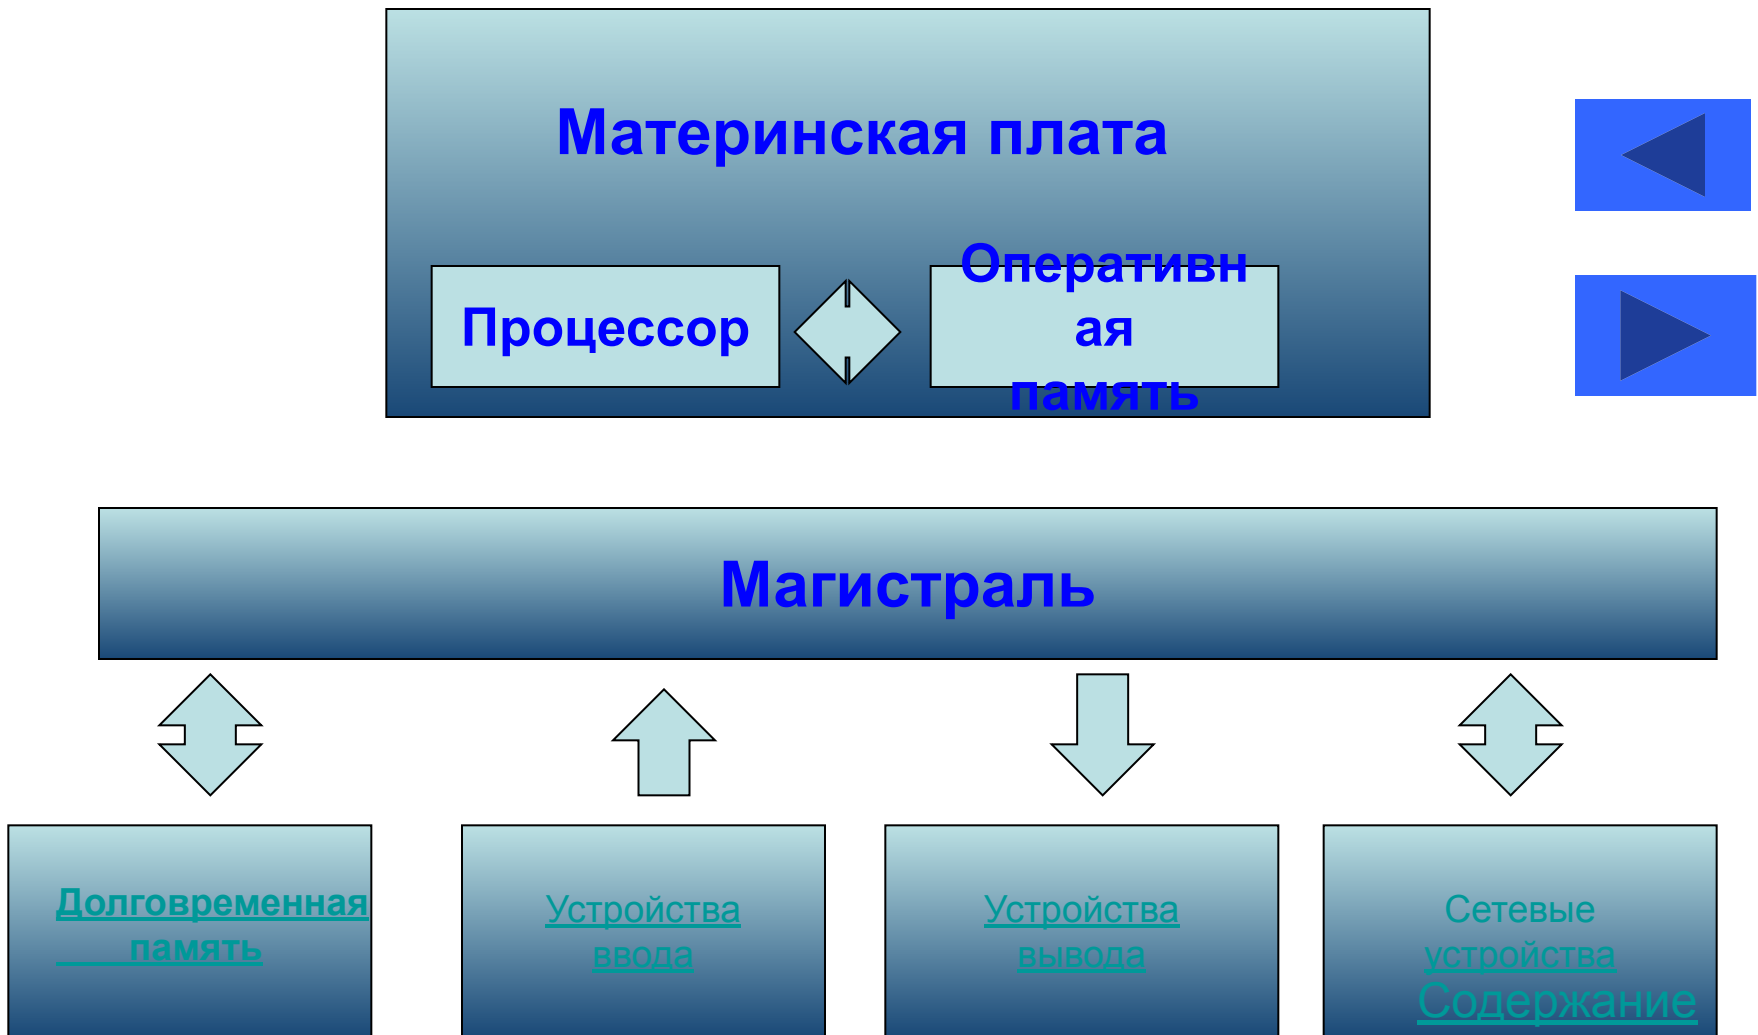 Материнская плата
Процессор
Оперативн
ая
память
Магистраль
Долговременная
память
Устройства
ввода
Устройства
вывода
Сетевые
устройства
Содержание